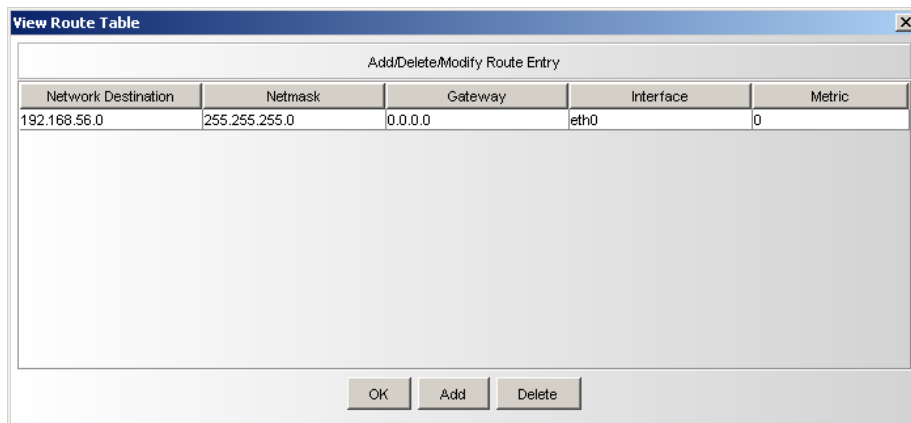 View Route Table
Add/Delete/Modify Route Entry
Network Destination Netmask Gateway Interface Metric
192.168.56.0 255.255.255.0 0.0.0.0 eth0 0
OK Add Delete